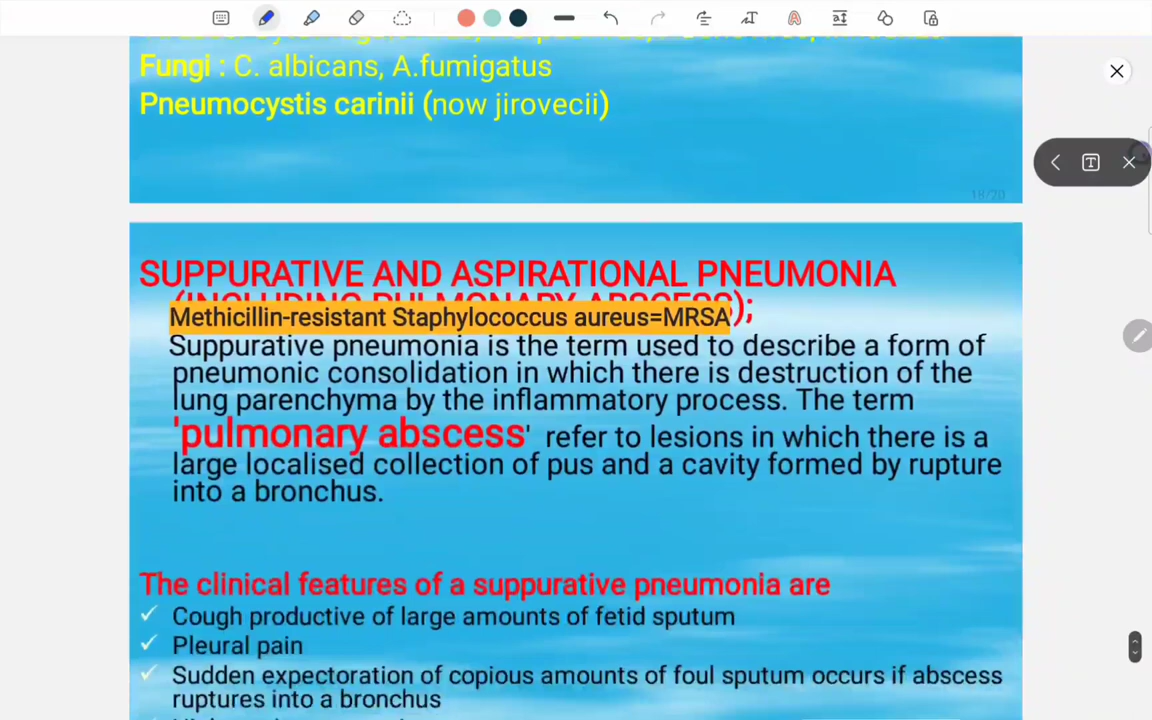 Fungi : C. albicans, A.fumigatus
Pneumocystis carinii (now jirovecii)
18/20
SUPPURATIVE AND ASPIRATIONAL PNEUMONIA
(INCLUDING PULMONARY ABSCESS);
Methicillin-resistant Staphylococcus aureus=MRSA
Suppurative pneumonia is the term used to describe a form of
pneumonic consolidation in which there is destruction of the
lung parenchyma by the inflammatory process. The term
'pulmonary abscess' refer to lesions in which there is a
large localised collection of pus and a cavity formed by rupture
into a bronchus.
The clinical features of a suppurative pneumonia are
✓ Cough productive of large amounts of fetid sputum
✓ Pleural pain
✓ Sudden expectoration of copious amounts of foul sputum occurs if abscess
ruptures into a bronchus